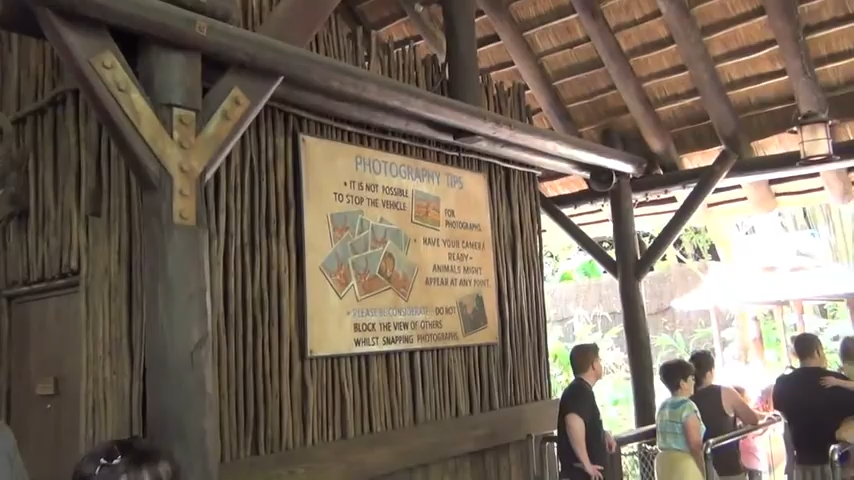 PHOTOGRAPHY TIPS
• IT IS NOT POSSIBLE
TO STOP THE VEHICLE
FOR
PHOTOGRAPHS.
• HAVE YOUR CAMERA
READY -
ANIMALS MIGHT
APPEAR AT ANY POINT.
• PLEASE BE CONSIDERATE. DO NOT
BLOCK THE VIEW OF OTHERS
WHILST SNAPPING PHOTOGRAPHS.